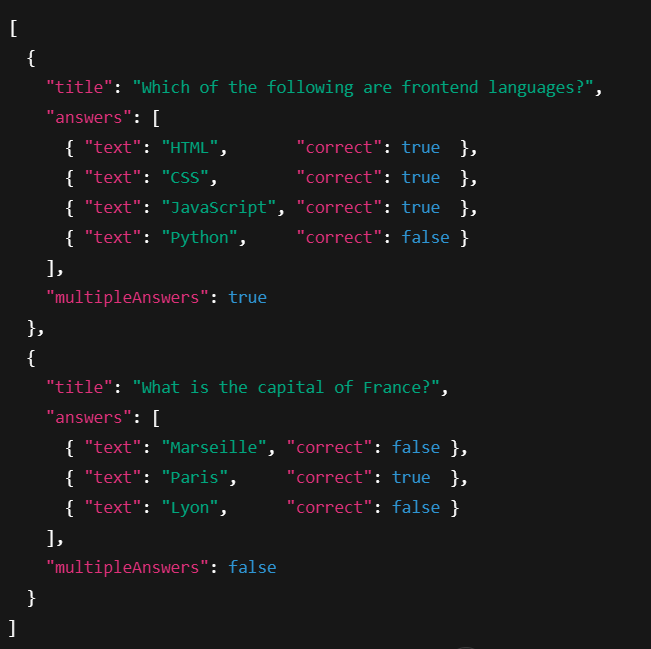 [
  {
    "title": "Which of the following are frontend languages?",
    "answers": [
      { "text": "HTML",       "correct": true  },
      { "text": "CSS",        "correct": true  },
      { "text": "JavaScript", "correct": true  },
      { "text": "Python",     "correct": false }
    ],
    "multipleAnswers": true
  },
  {
    "title": "What is the capital of France?",
    "answers": [
      { "text": "Marseille", "correct": false },
      { "text": "Paris",     "correct": true  },
      { "text": "Lyon",      "correct": false }
    ],
    "multipleAnswers": false
  }
]